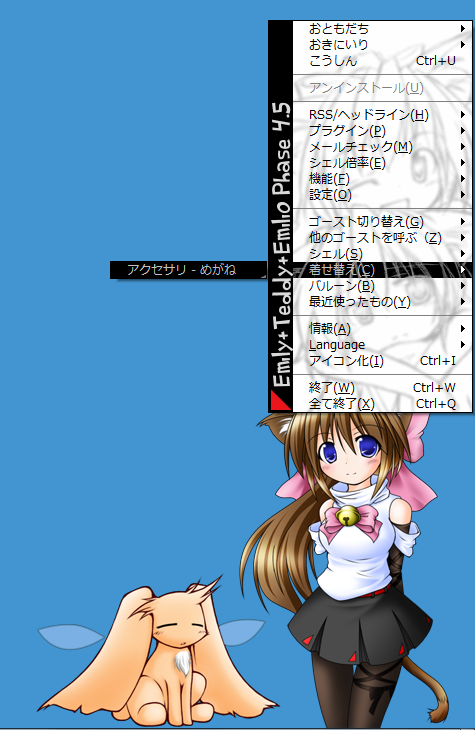 おともだち
おきにいり
こうしん Ctrl+U
アンインストール(U)
RSS/ヘッドライン(H)
プラグイン(P)
メールチェック(M)
シェル倍率(E)
機能(F)
設定(O)
ゴースト切り替え(G)
他のゴーストを呼ぶ(Z)
シェル(S)
着せ替え(C)
アクセサリ - めがね
バルーン(B)
最近使ったもの(Y)
情報(A)
Language
アイコン化(I) Ctrl+I
終了(W) Ctrl+W
全て終了(X) Ctrl+Q
Emily+Teddy+Emilio Phase 4.5